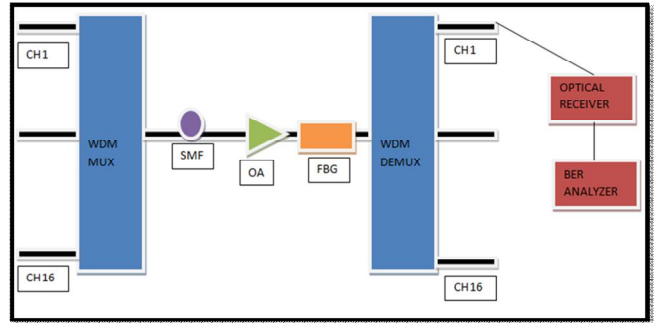 CH1
WDM
MUX
CH16
SMF
OA
FBG
WDM
DEMUX
CH1
CH16
OPTICAL
RECEIVER
BER
ANALYZER